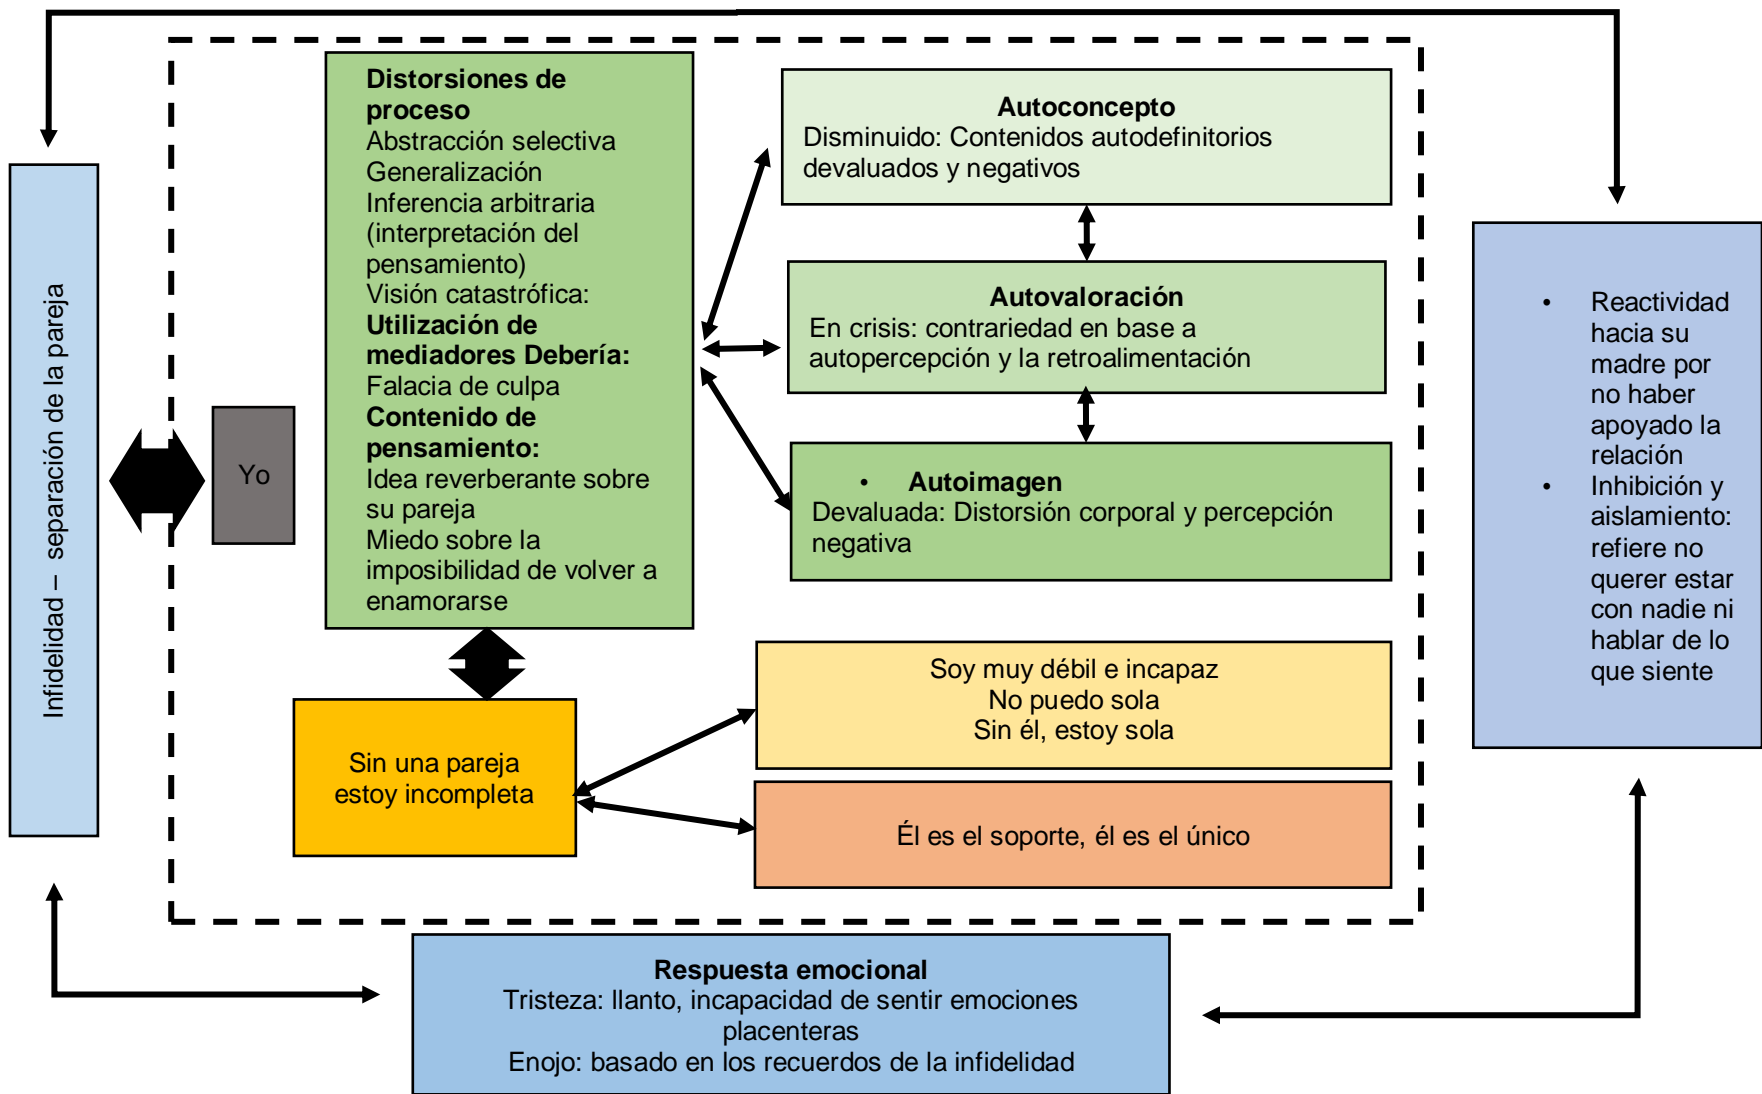 Infidelidad – separación de la pareja
Yo
Distorsiones de
proceso
Abstracción selectiva
Generalización
Inferencia arbitraria
(interpretación del
pensamiento)
Visión catastrófica:
Utilización de
mediadores Debería:
Falacia de culpa
Contenido de
pensamiento:
Idea reverberante sobre
su pareja
Miedo sobre la
imposibilidad de volver a
enamorarse
Autoconcepto
Disminuido: Contenidos autodefinitorios
devaluados y negativos
Autovaloración
En crisis: contrariedad en base a
autopercepción y la retroalimentación
• Autoimagen
Devaluada: Distorsión corporal y percepción
negativa
Sin una pareja
estoy incompleta
Soy muy débil e incapaz
No puedo sola
Sin él, estoy sola
Él es el soporte, él es el único
• Reactividad
hacia su
madre por
no haber
apoyado la
relación
• Inhibición y
aislamiento:
refiere no
querer estar
con nadie ni
hablar de lo
que siente
Respuesta emocional
Tristeza: llanto, incapacidad de sentir emociones
placenteras
Enojo: basado en los recuerdos de la infidelidad